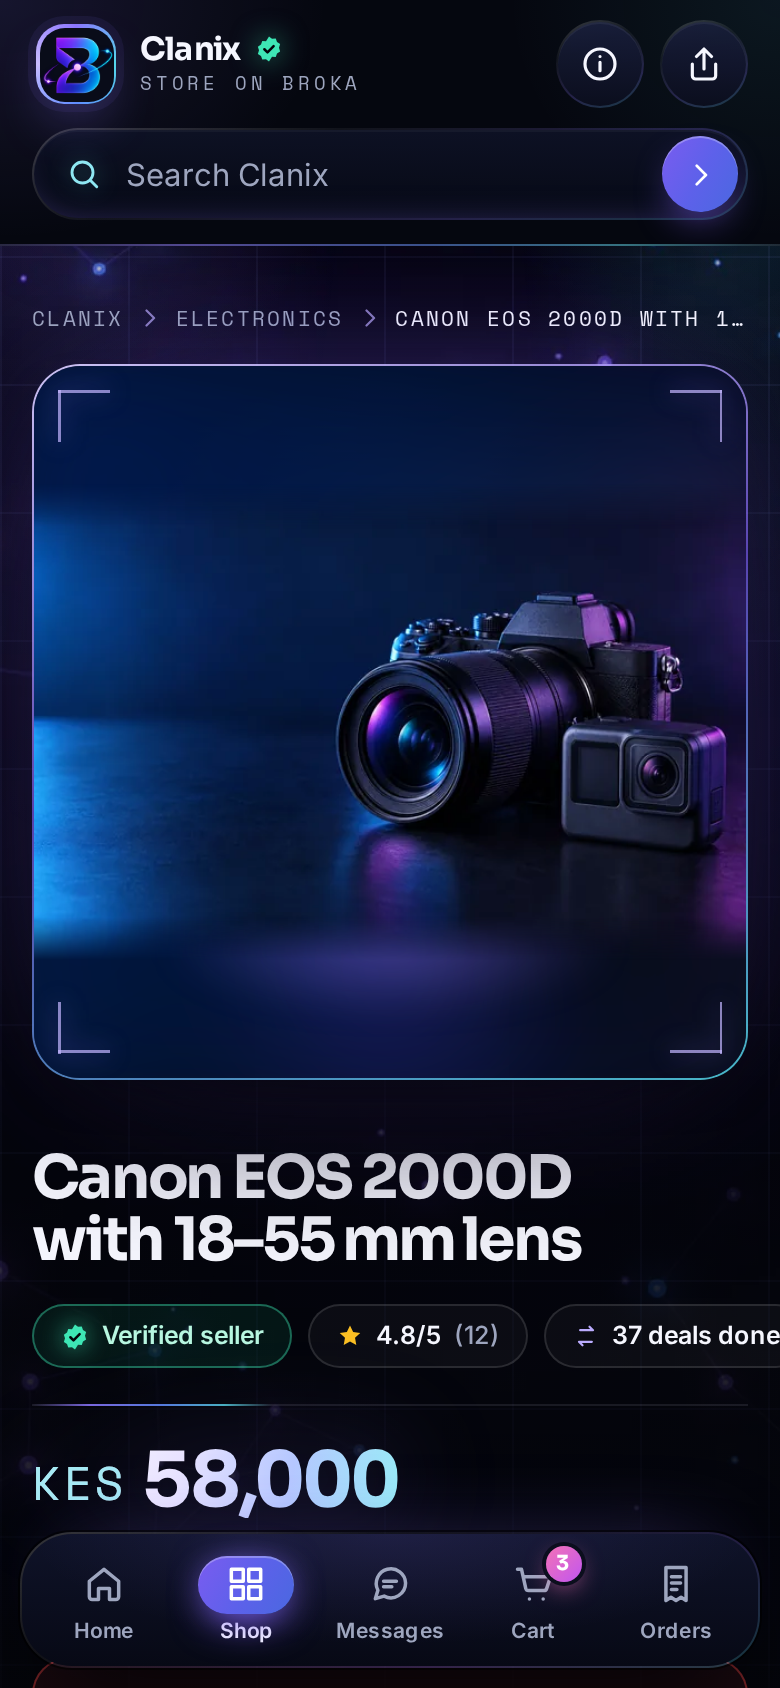 Clanix
STORE ON BROKA
Search Clanix
CLANIX > ELECTRONICS > CANON EOS 2000D WITH 1…
Canon EOS 2000D
with 18–55 mm lens
Verified seller
4.8/5 (12)
37 deals done
KES 58,000
3
Home
Shop
Messages
Cart
Orders